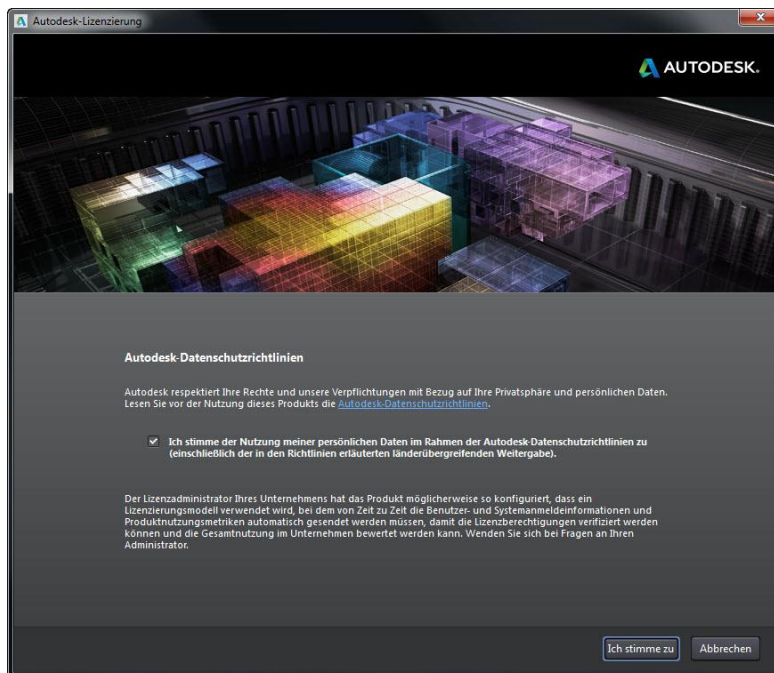 Autodesk-Lizenzierung
AUTODESK.
Autodesk-Datenschutzrichtlinien
Autodesk respektiert Ihre Rechte und unsere Verpflichtungen mit Bezug auf Ihre Privatsphäre und persönlichen Daten.
Lesen Sie vor der Nutzung dieses Produkts die Autodesk-Datenschutzrichtlinien.
Ich stimme der Nutzung meiner persönlichen Daten im Rahmen der Autodesk-Datenschutzrichtlinien zu
(einschließlich der in den Richtlinien erläuterten länderübergreifenden Weitergabe).
Der Lizenzadministrator Ihres Unternehmens hat das Produkt möglicherweise so konfiguriert, dass ein
Lizenzierungsmodell verwendet wird, bei dem von Zeit zu Zeit die Benutzer- und Systemanmeldeinformationen und
Produktnutzungsmetriken automatisch gesendet werden müssen, damit die Lizenzberechtigungen verifiziert werden
können und die Gesamtnutzung im Unternehmen bewertet werden kann. Wenden Sie sich bei Fragen an Ihren
Administrator.
Ich stimme zu
Abbrechen